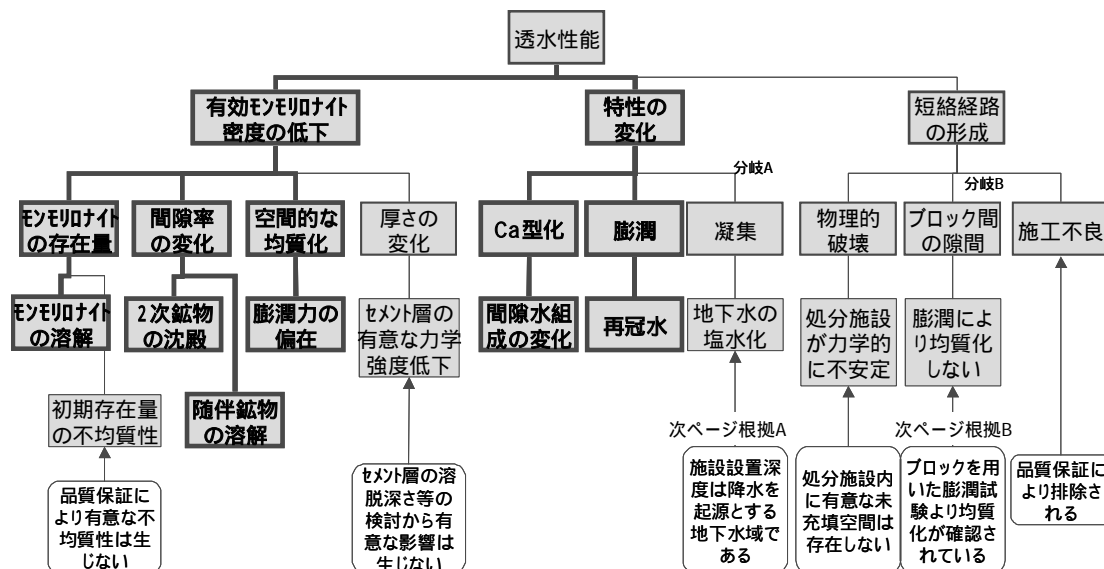 透水性能
有効モンモリロナイト
密度の低下
特性の
変化
短絡経路
の形成
分岐A
分岐B
モンモリロナイト
の存在量
間隙率
の変化
空間的な
均質化
厚さの
変化
Ca型化
膨潤
凝集
物理的
破壊
ブロック間
の隙間
施工不良
モンモリロナイト
の溶解
2次鉱物
の沈殿
膨潤力の
偏在
セメント層の
有意な力学
強度低下
間隙水組
成の変化
再冠水
地下水の
塩水化
処分施設
が力学的
に不安定
膨潤によ
り均質化
しない
初期存在量
の不均質性
随伴鉱物
の溶解
次ページ根拠A
次ページ根拠B
品質保証に
より有意な不
均質性は生
じない
セメント層の溶
脱深さ等の
検討から有
意な影響は
生じない
施設設置深
度は降水を
起源とする
地下水域で
ある
処分施設内
に有意な未
充填空間は
存在しない
ブロックを用
いた膨潤試
験より均質
化が確認さ
れている
品質保証に
より排除さ
れる